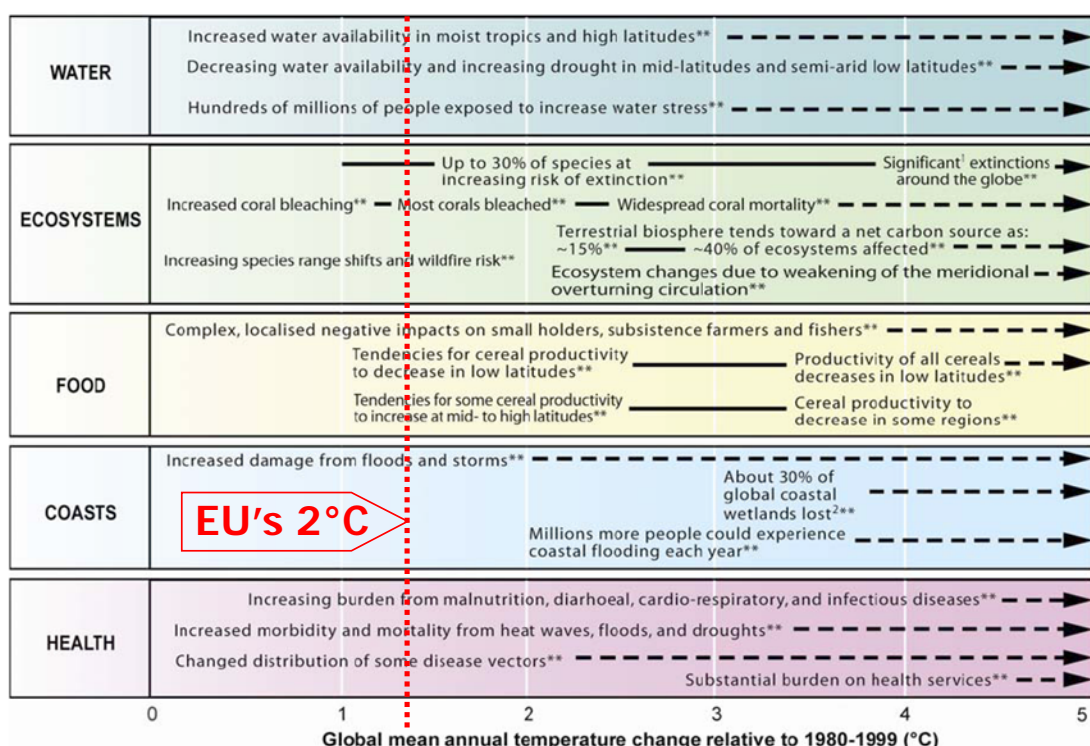 WATER
Increased water availability in moist tropics and high latitudes**
Decreasing water availability and increasing drought in mid-latitudes and semi-arid low latitudes**
Hundreds of millions of people exposed to increase water stress**
ECOSYSTEMS
Up to 30% of species at
increasing risk of extinction**
Significant¹ extinctions
around the globe**
Increased coral bleaching**
Most corals bleached**
Widespread coral mortality**
Terrestrial biosphere tends toward a net carbon source as:
~15%**
~40% of ecosystems affected**
Increasing species range shifts and wildfire risk**
Ecosystem changes due to weakening of the meridional
overturning circulation**
FOOD
Complex, localised negative impacts on small holders, subsistence farmers and fishers**
Tendencies for cereal productivity
to decrease in low latitudes**
Productivity of all cereals
decreases in low latitudes**
Tendencies for some cereal productivity
to increase at mid- to high latitudes**
Cereal productivity to
decrease in some regions**
COASTS
Increased damage from floods and storms**
About 30% of
global coastal
wetlands lost²**
EU's 2°C
Millions more people could experience
coastal flooding each year**
HEALTH
Increasing burden from malnutrition, diarhoeal, cardio-respiratory, and infectious diseases**
Increased morbidity and mortality from heat waves, floods, and droughts**
Changed distribution of some disease vectors**
Substantial burden on health services**
0 1 2 3 4 5
Global mean annual temperature change relative to 1980-1999 (°C)